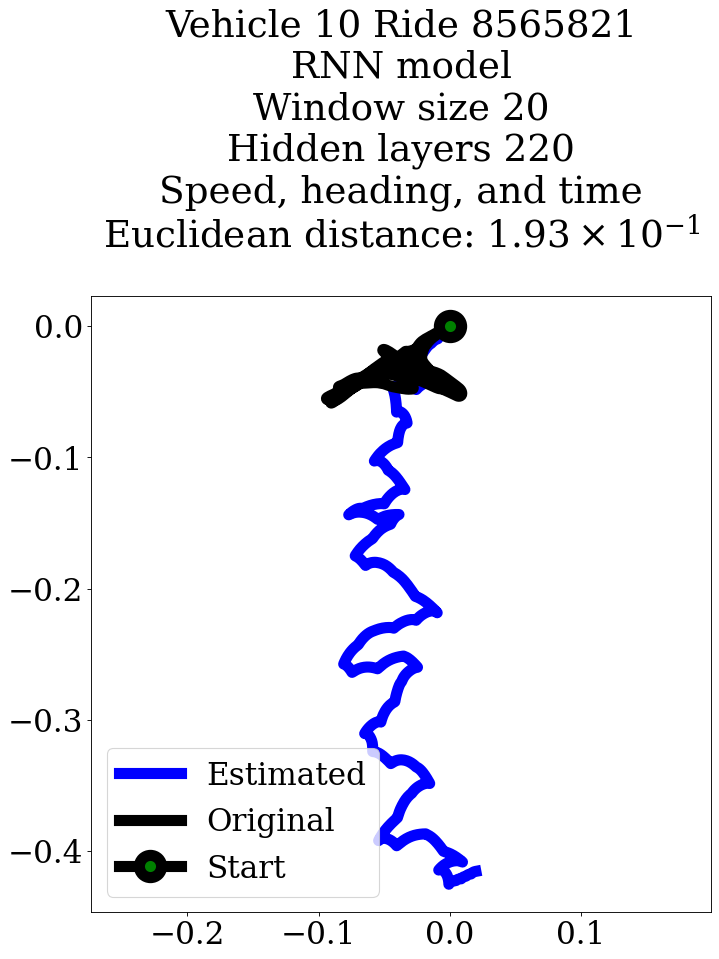 Vehicle 10 Ride 8565821
RNN model
Window size 20
Hidden layers 220
Speed, heading, and time
Euclidean distance: 1.93 × 10⁻¹
0.0
−0.1
−0.2
−0.3
−0.4
Estimated
Original
Start
−0.2 −0.1 0.0 0.1